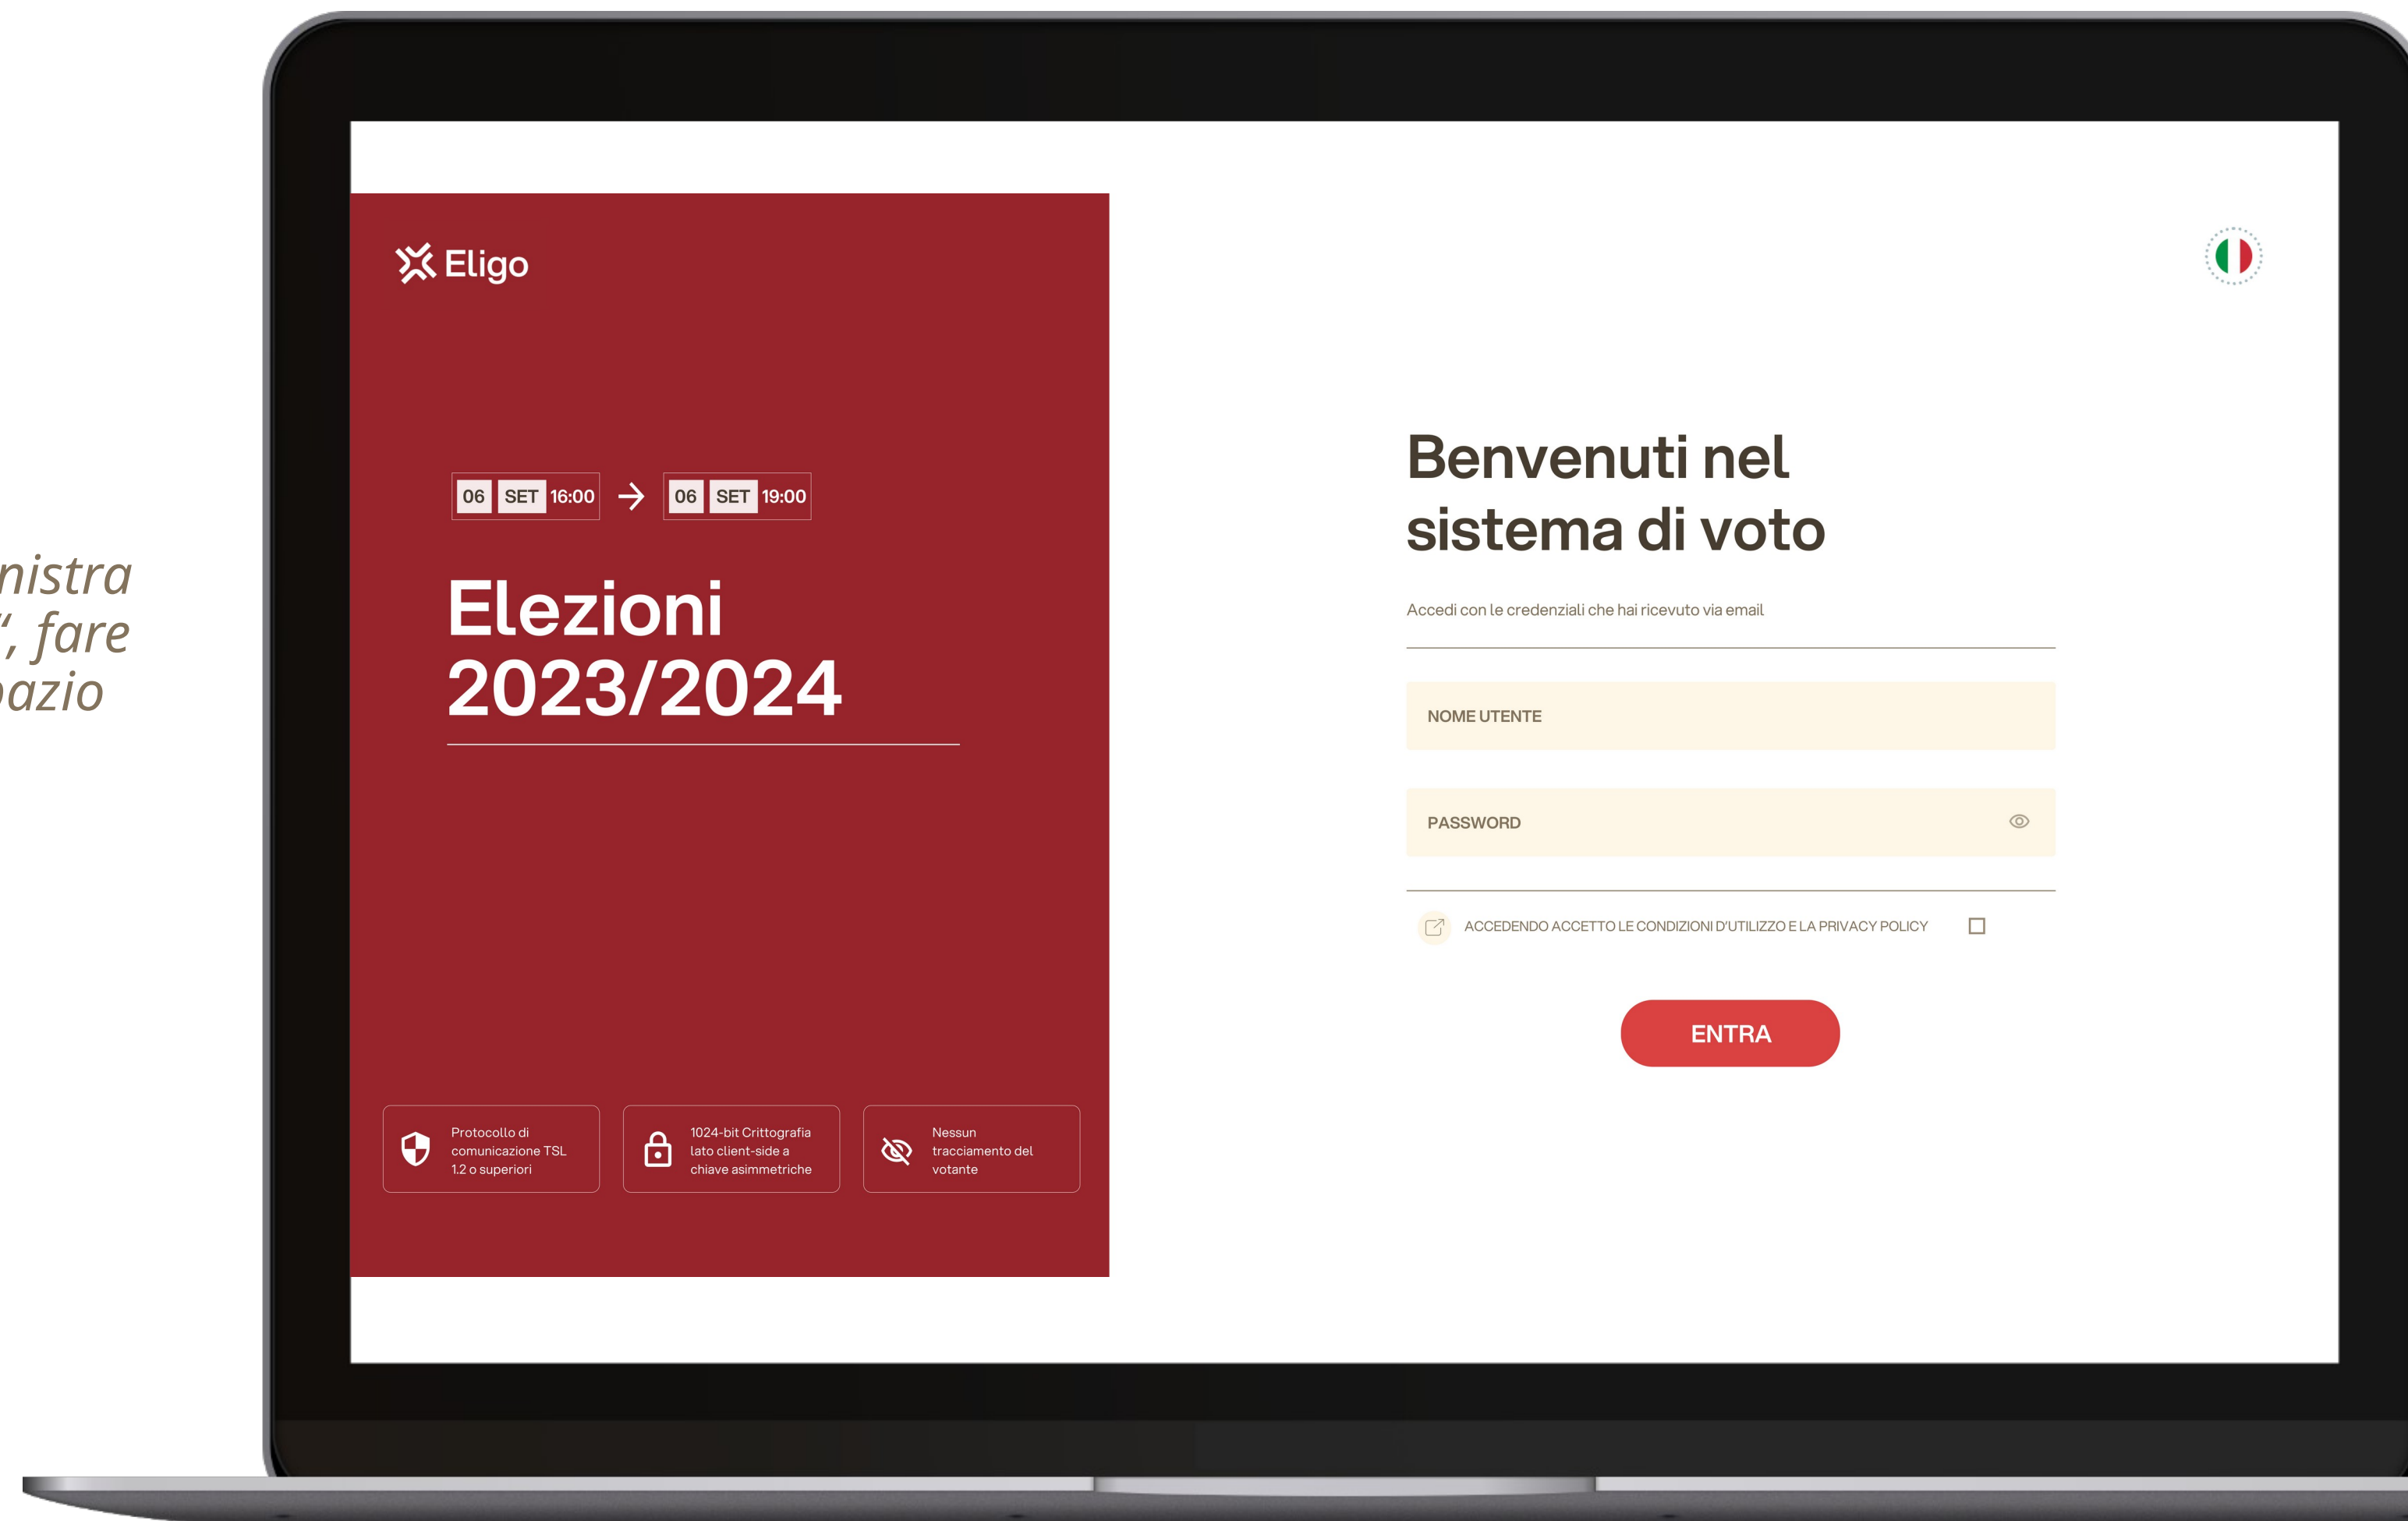 fare
Eligo
06 SET 16:00 → 06 SET 19:00
Elezioni
2023/2024
Protocollo di
comunicazione TSL
1.2 o superiori
1024-bit Crittografia
lato client-side a
chiave asimmetriche
Nessun
tracciamento del
votante
Benvenuti nel
sistema di voto
Accedi con le credenziali che hai ricevuto via email
NOME UTENTE
PASSWORD
ACCEDENDO ACCETTO LE CONDIZIONI D'UTILIZZO E LA PRIVACY POLICY
ENTRA